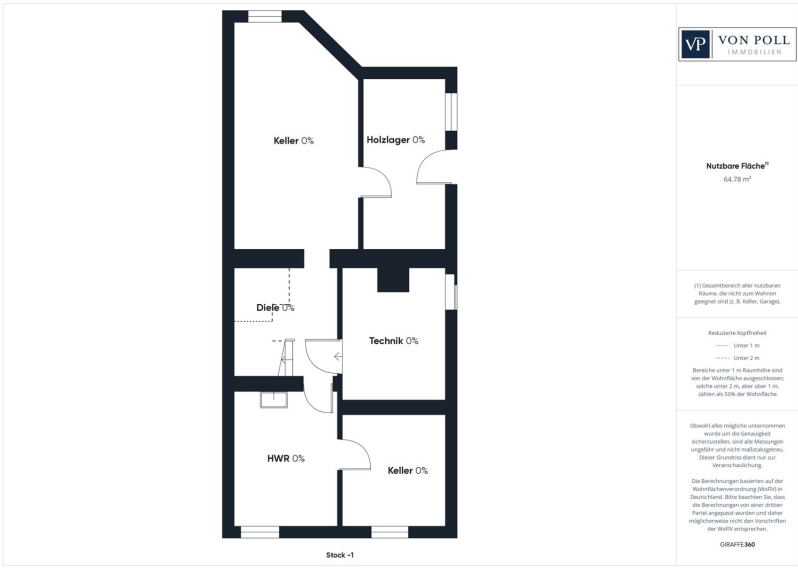 Keller 0%
Holzlager 0%
Diele 0%
Technik 0%
HWR 0%
Keller 0%
Stock -1
VP
VON POLL
IMMOBILIEN
Nutzbare Fläche⁽¹⁾
64.78 m²
(1) Gesamtbereich aller nutzbaren
Räume, die nicht zum Wohnen
geeignet sind (z. B. Keller, Garage).
Reduzierte Kopffreiheit
Unter 1 m
Unter 2 m
Bereiche unter 1 m Raumhöhe sind
von der Wohnfläche ausgeschlossen;
solche unter 2 m, aber über 1 m,
zählen als 50% der Wohnfläche
Obwohl alles mögliche unternommen
wurde um die Genauigkeit
sicherzustellen, sind alle Messungen
ungefähr und nicht maßstabsgetreu.
Dieser Grundriss dient nur zur
Veranschaulichung.
Die Berechnungen basierten auf der
Wohnflächenverordnung (WoFlV) in
Deutschland. Bitte beachten Sie, dass
die Berechnungen von einer dritten
Partei angepasst wurden und daher
möglicherweise nicht den Vorschriften
der WoFlV entsprechen.
GIRAFFE360